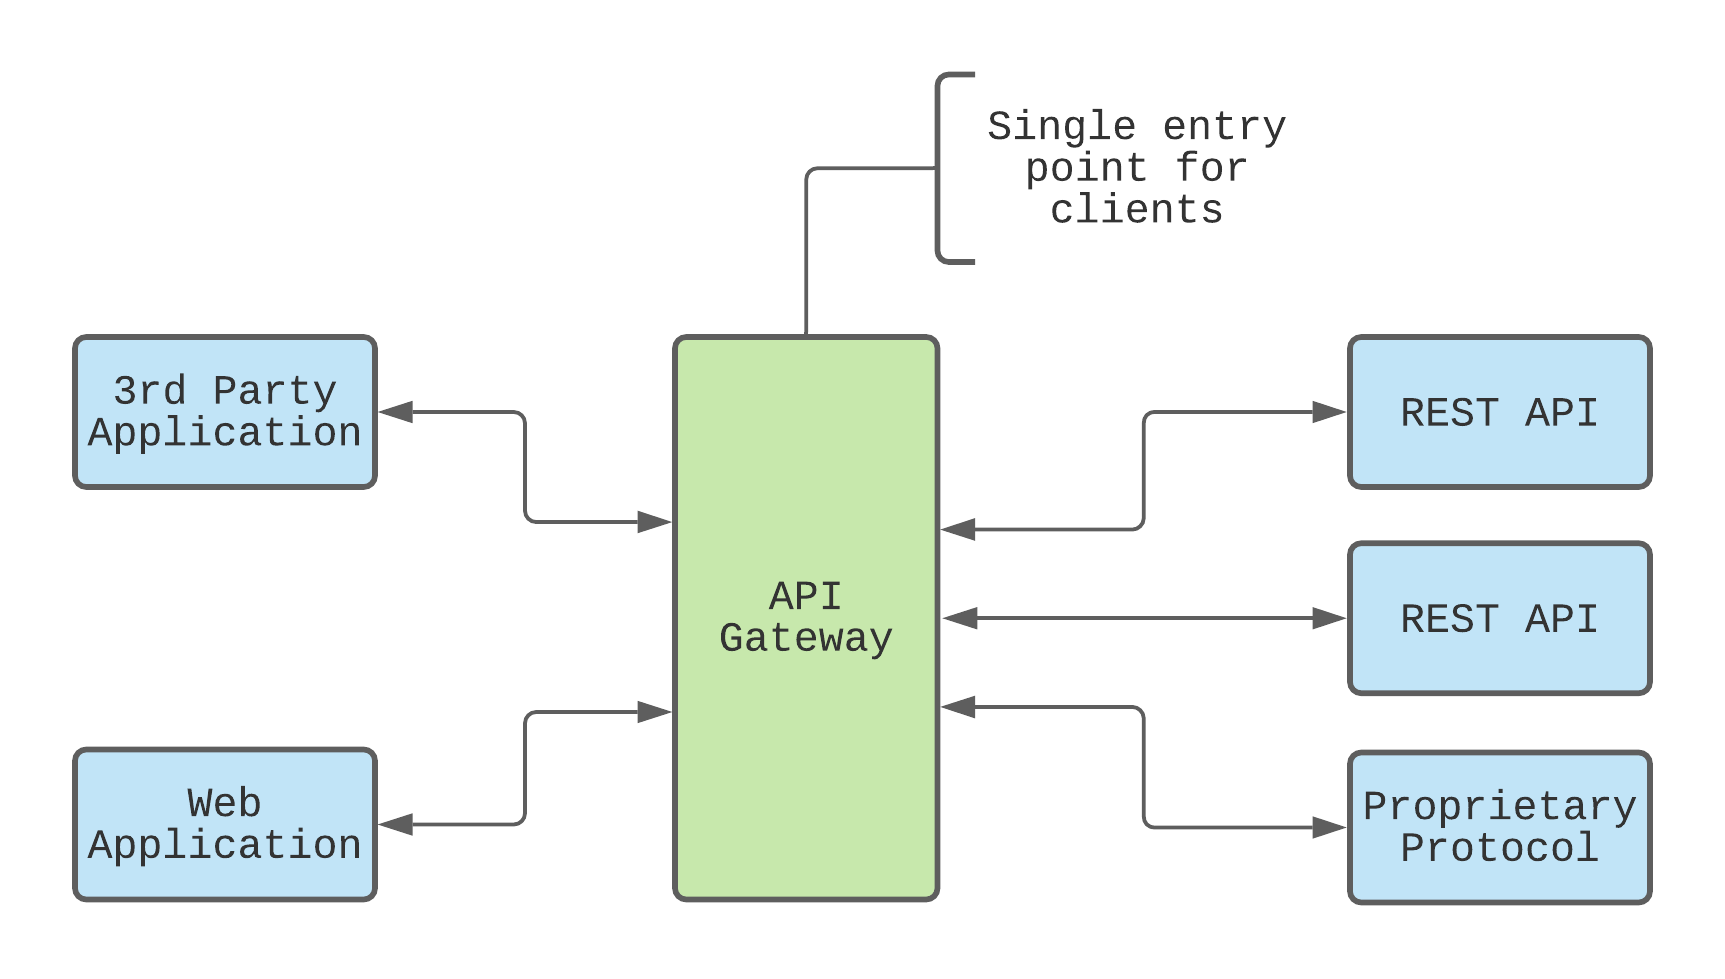 Single entry
point for
clients
3rd Party
Application
REST API
API
Gateway
REST API
Web
Application
Proprietary
Protocol